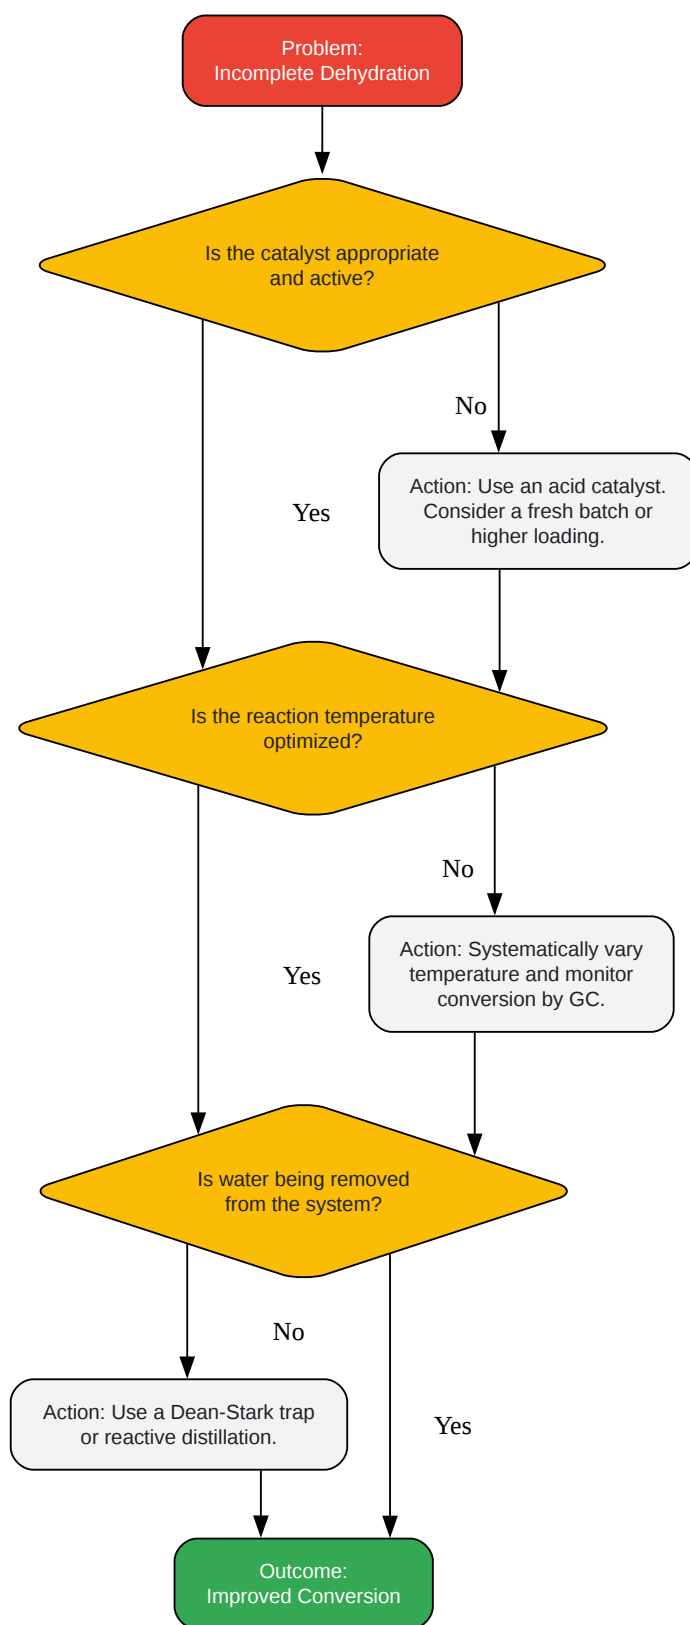 Problem:
Incomplete Dehydration
Is the catalyst appropriate
and active?
No
Action: Use an acid catalyst.
Consider a fresh batch or
higher loading.
Yes
Is the reaction temperature
optimized?
No
Action: Systematically vary
temperature and monitor
conversion by GC.
Yes
Is water being removed
from the system?
No
Action: Use a Dean-Stark trap
or reactive distillation.
Yes
Outcome:
Improved Conversion